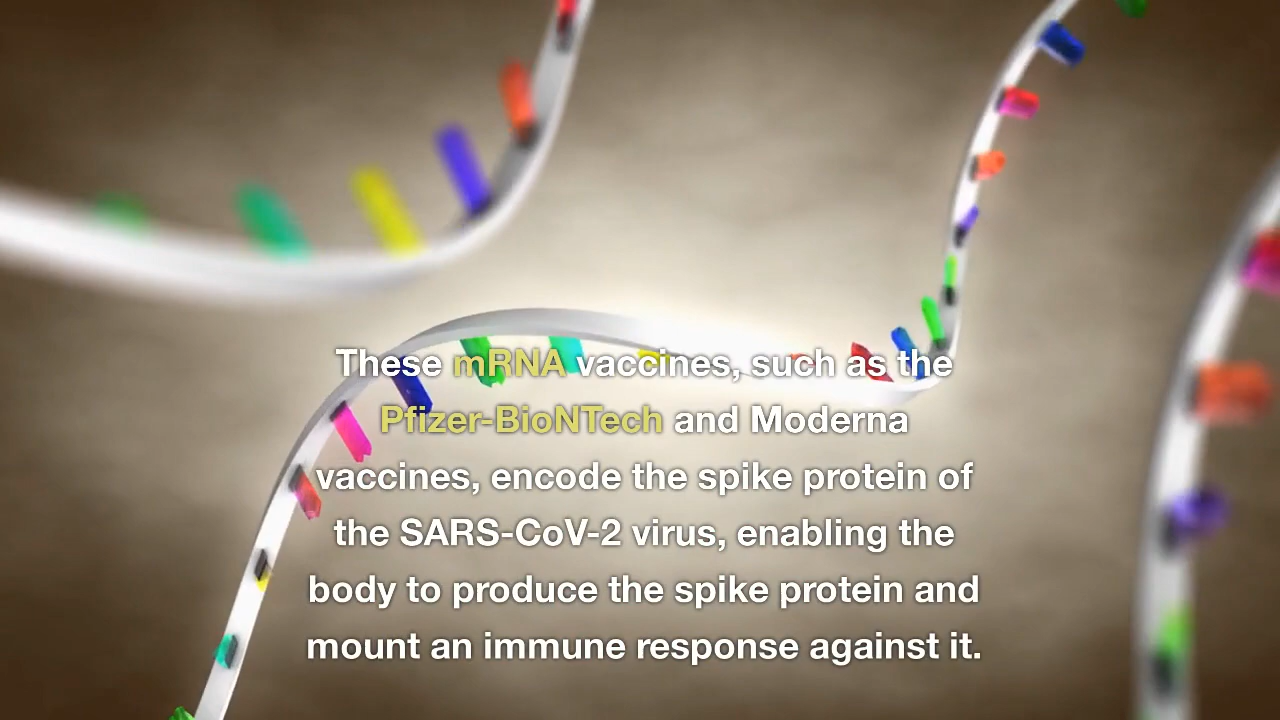 These mRNA vaccines, such as the
Pfizer-BioNTech and Moderna
vaccines, encode the spike protein of
the SARS-CoV-2 virus, enabling the
body to produce the spike protein and
mount an immune response against it.